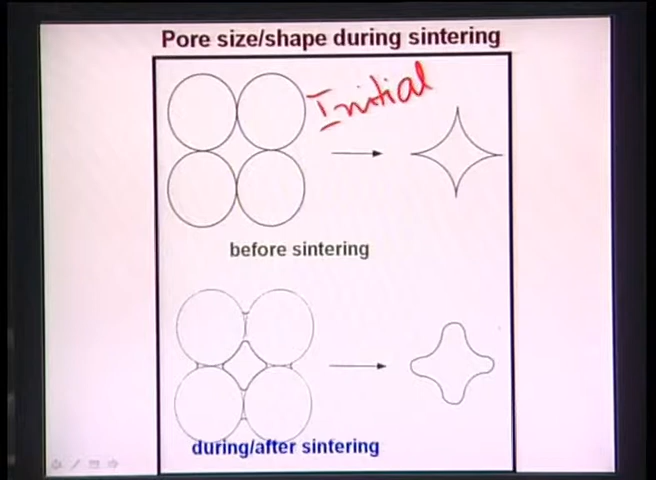 Pore size/shape during sintering
Initial
before sintering
during/after sintering